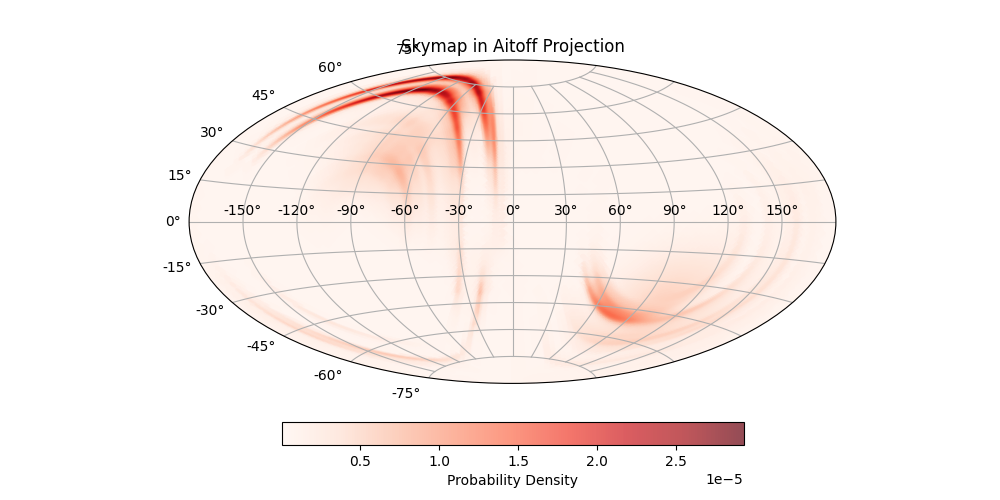 75°
Skymap in Aitoff Projection
60°
45°
30°
15°
-150° -120° -90° -60° -30° 0° 30° 60° 90° 120° 150°
0°
-15°
-30°
-45°
-60°
-75°
0.5 1.0 1.5 2.0 2.5
1e−5
Probability Density